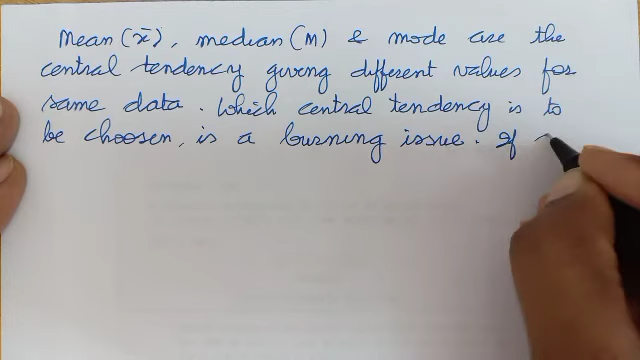 Mean (x̄), median (M) & mode are the
central tendency giving different values for
same data. Which central tendency is to
be choosen, is a burning issue. If